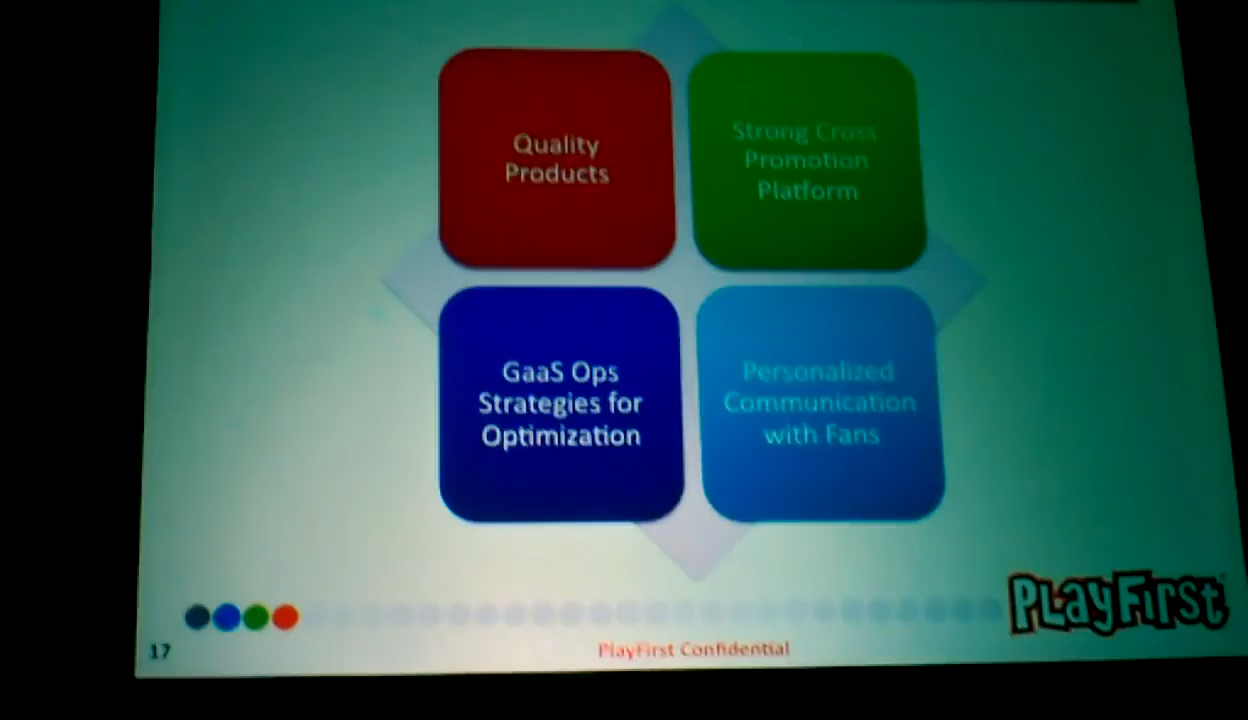 Quality
Products
Strong Cross
Promotion
Platform
GaaS Ops
Strategies for
Optimization
Personalized
Communication
with Fans
PLayFirst
17
PlayFirst Confidential